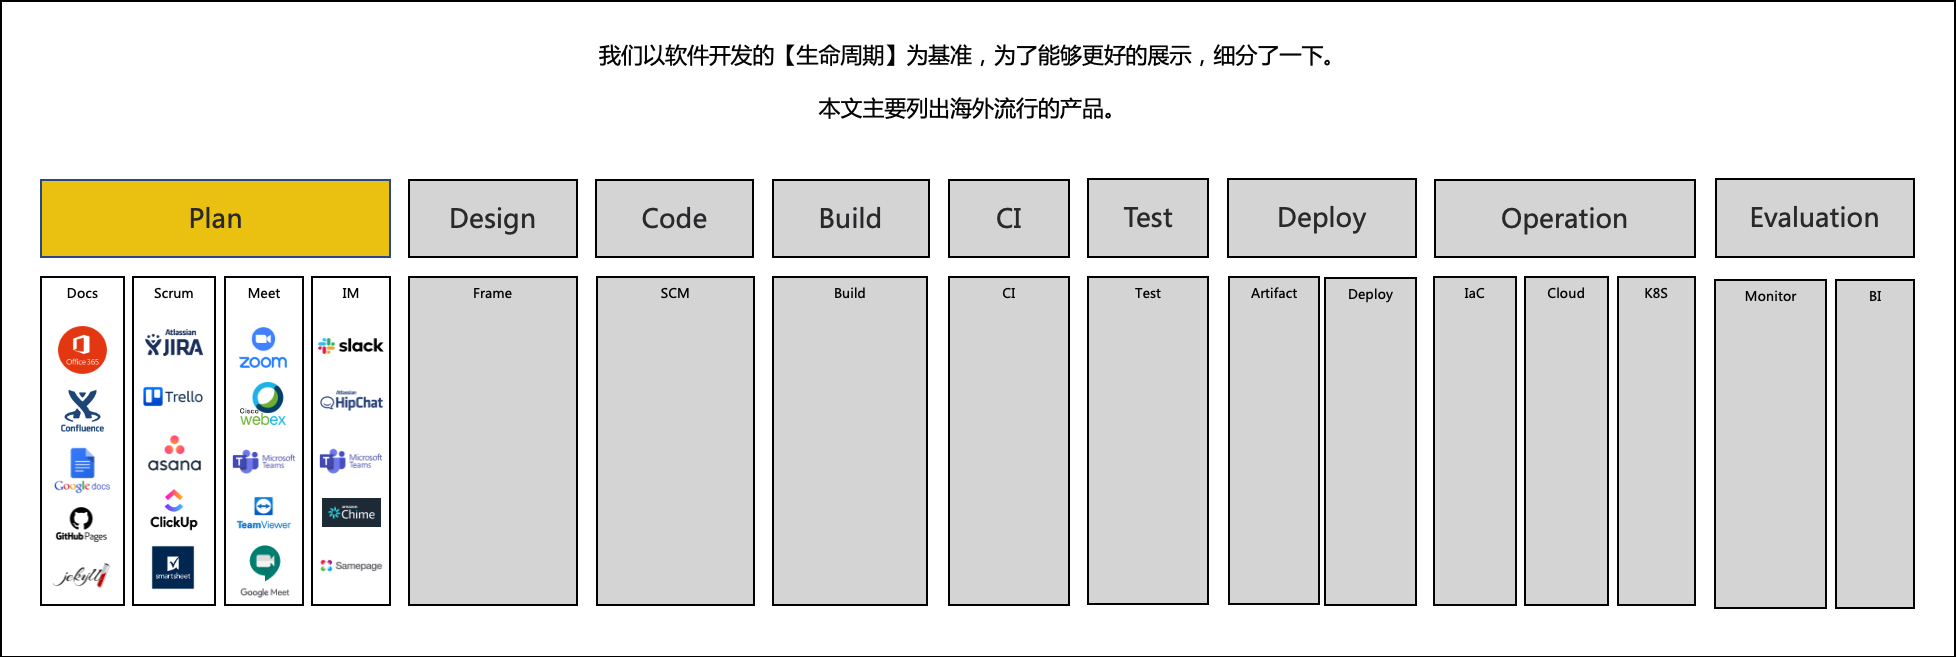 我们以软件开发的【生命周期】为基准，为了能够更好的展示，细分了一下。
本文主要列出海外流行的产品。
Plan
Design
Code
Build
CI
Test
Deploy
Operation
Evaluation
Docs
Office 365
Confluence
Google docs
GitHub Pages
jekyll
Scrum
Atlassian
JIRA
Trello
asana
ClickUp
smartsheet
Meet
zoom
Cisco
webex
Microsoft
Teams
TeamViewer
Google Meet
IM
slack
Atlassian
HipChat
Microsoft
Teams
amazon
Chime
Samepage
Frame
SCM
Build
CI
Test
Artifact
Deploy
IaC
Cloud
K8S
Monitor
BI